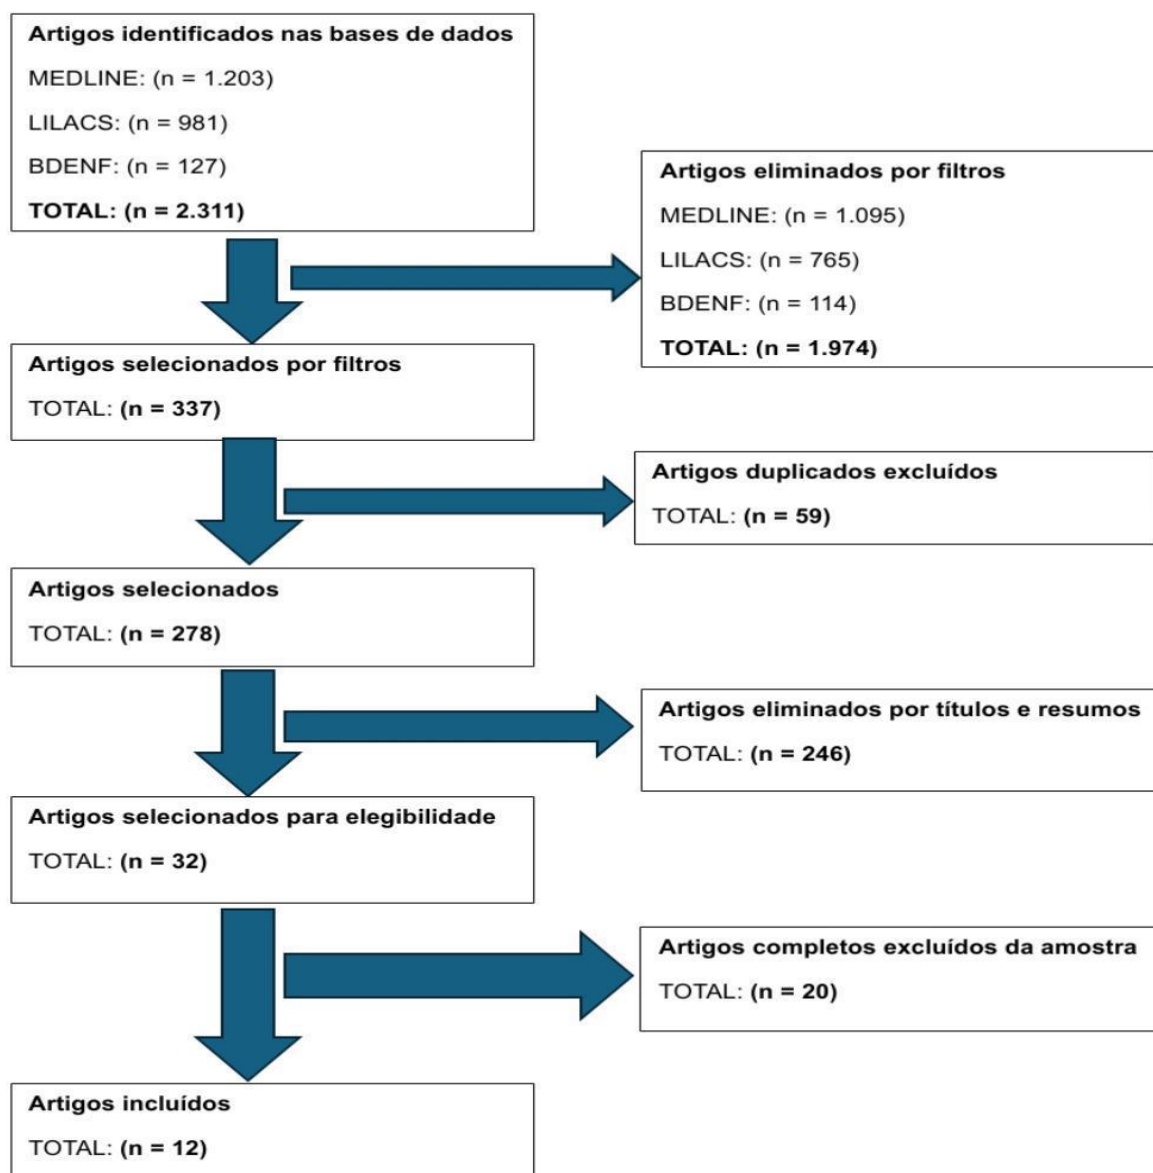 Artigos identificados nas bases de dados
MEDLINE: (n = 1.203)
LILACS: (n = 981)
BDENF: (n = 127)
TOTAL: (n = 2.311)
Artigos eliminados por filtros
MEDLINE: (n = 1.095)
LILACS: (n = 765)
BDENF: (n = 114)
TOTAL: (n = 1.974)
Artigos selecionados por filtros
TOTAL: (n = 337)
Artigos duplicados excluídos
TOTAL: (n = 59)
Artigos selecionados
TOTAL: (n = 278)
Artigos eliminados por títulos e resumos
TOTAL: (n = 246)
Artigos selecionados para elegibilidade
TOTAL: (n = 32)
Artigos completos excluídos da amostra
TOTAL: (n = 20)
Artigos incluídos
TOTAL: (n = 12)